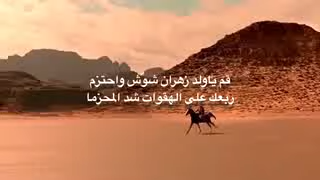 قم ياولد زهران شوش واحتزم
ربعك على الهقوات شد المحزما